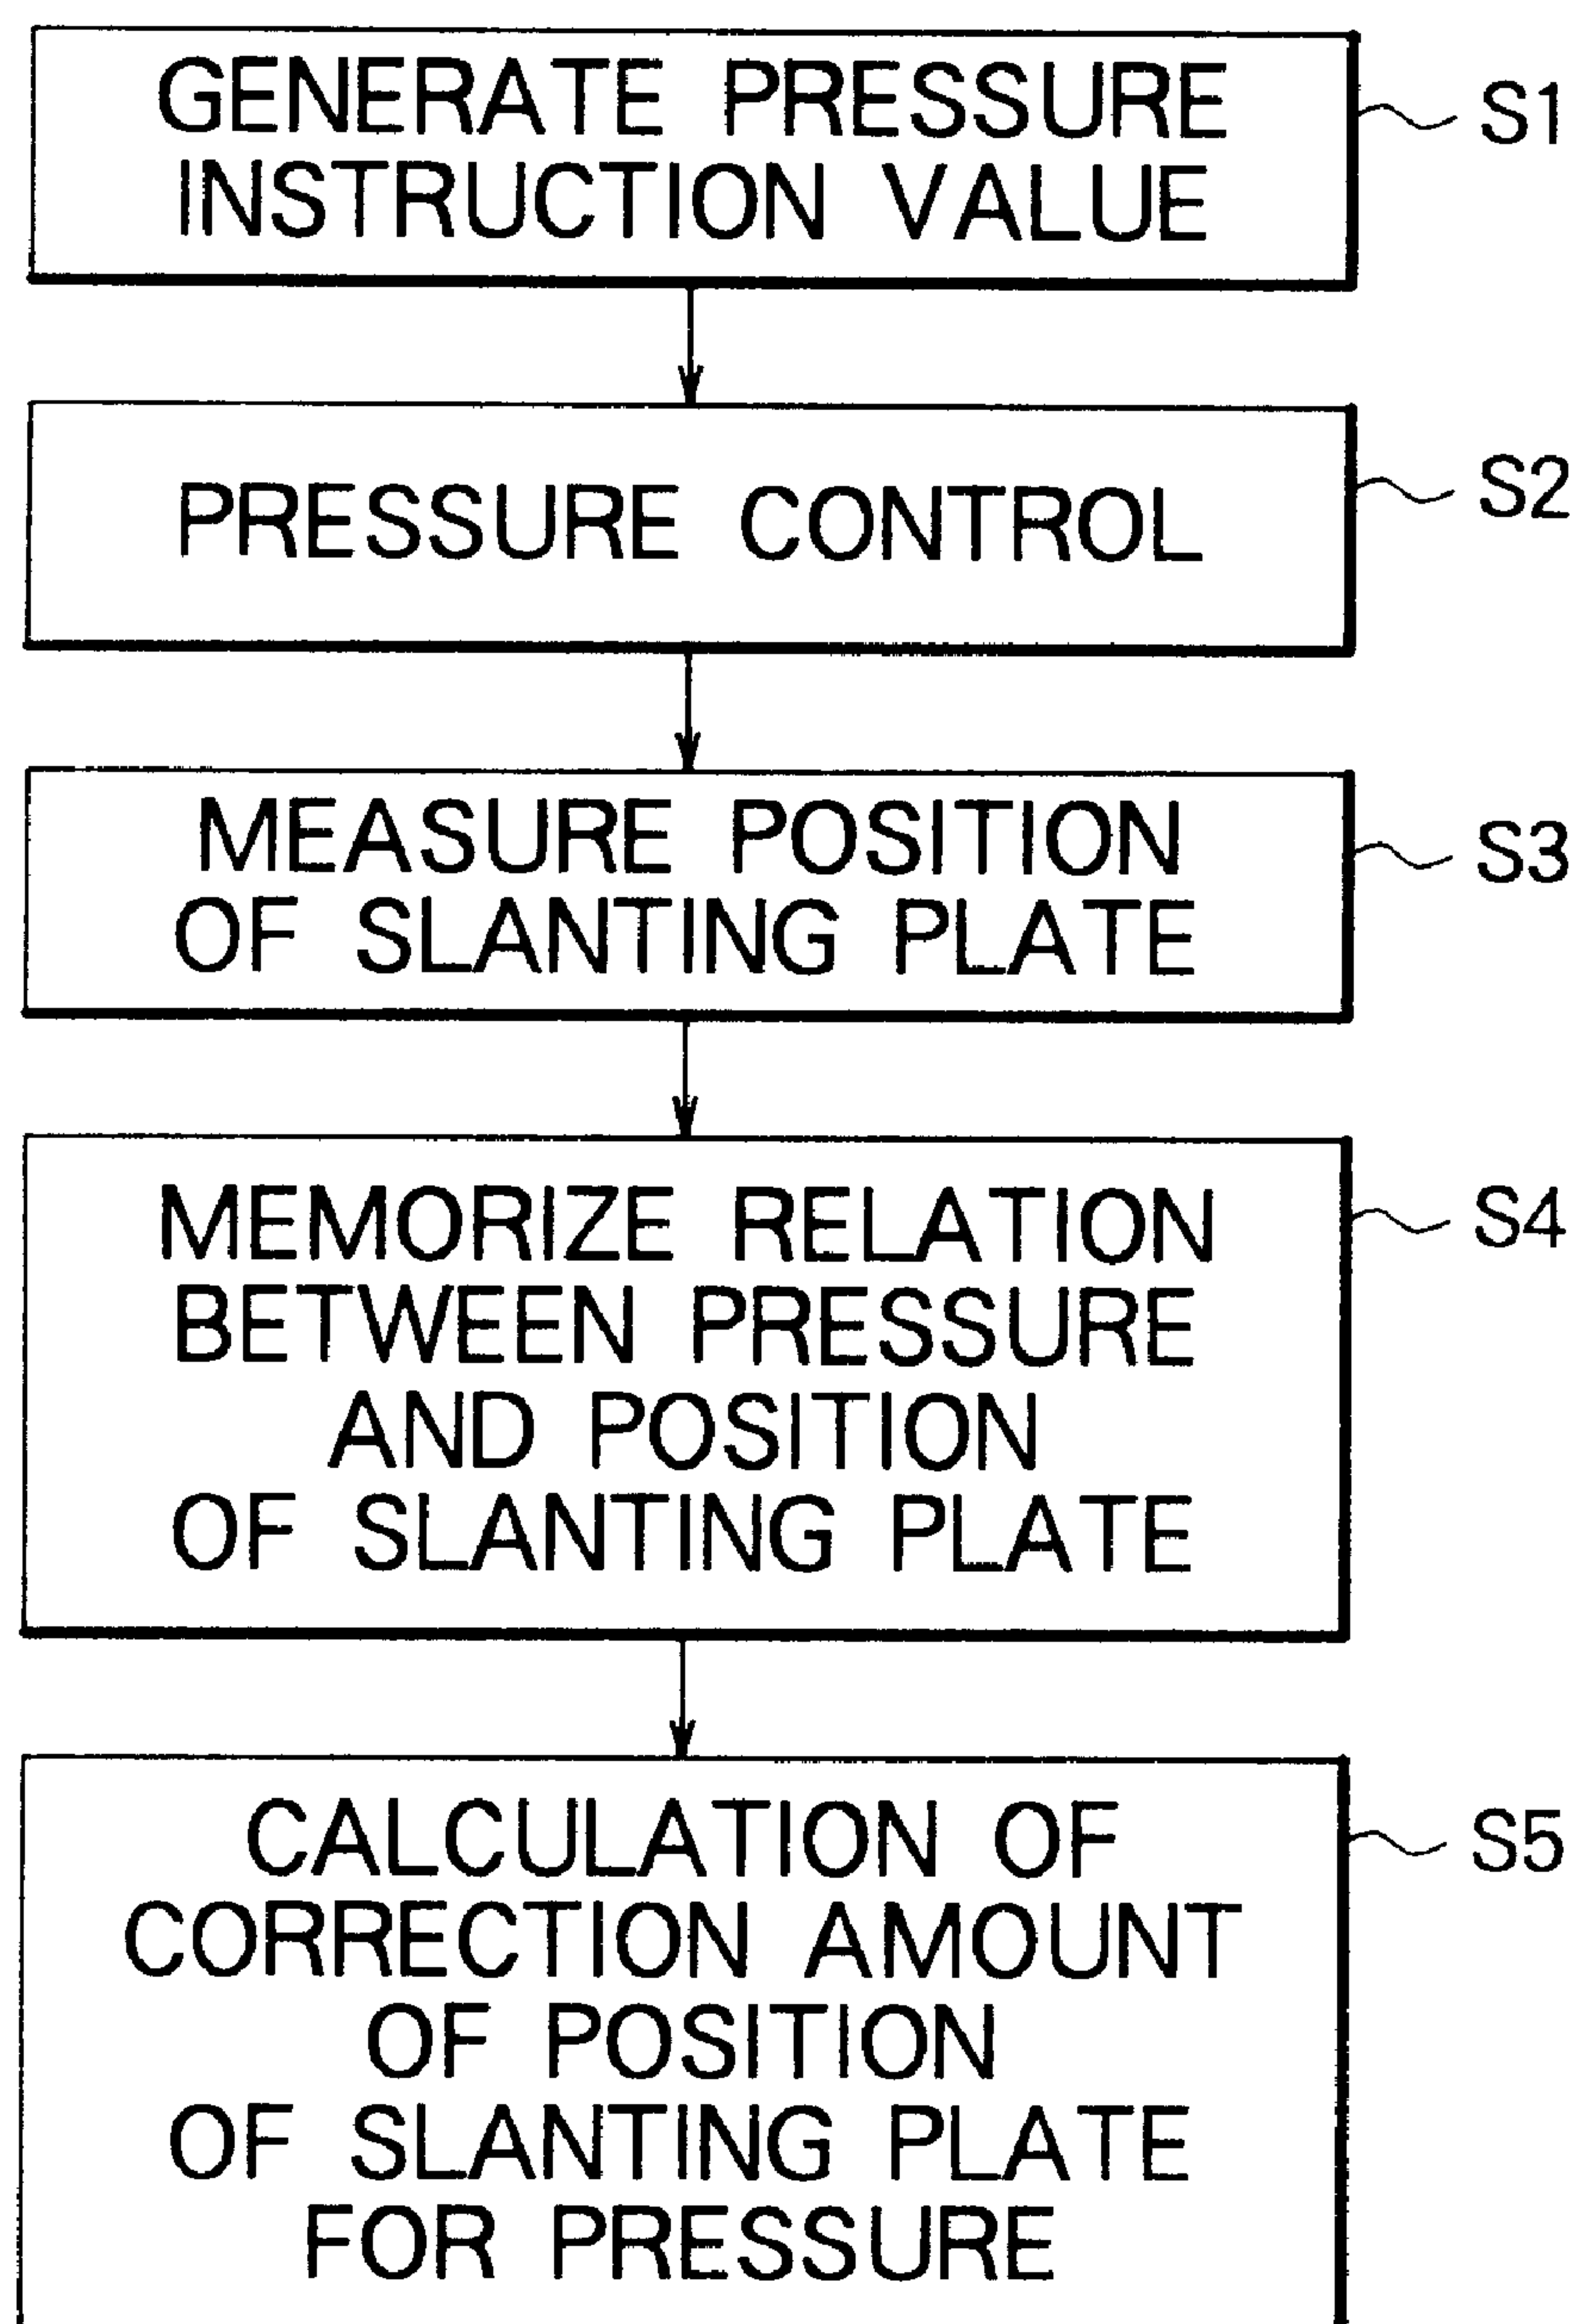 GENERATE PRESSURE
INSTRUCTION VALUE
S1
PRESSURE CONTROL
S2
MEASURE POSITION
OF SLANTING PLATE
S3
MEMORIZE RELATION
BETWEEN PRESSURE
AND POSITION
OF SLANTING PLATE
S4
CALCULATION OF
CORRECTION AMOUNT
OF POSITION
OF SLANTING PLATE
FOR PRESSURE
S5